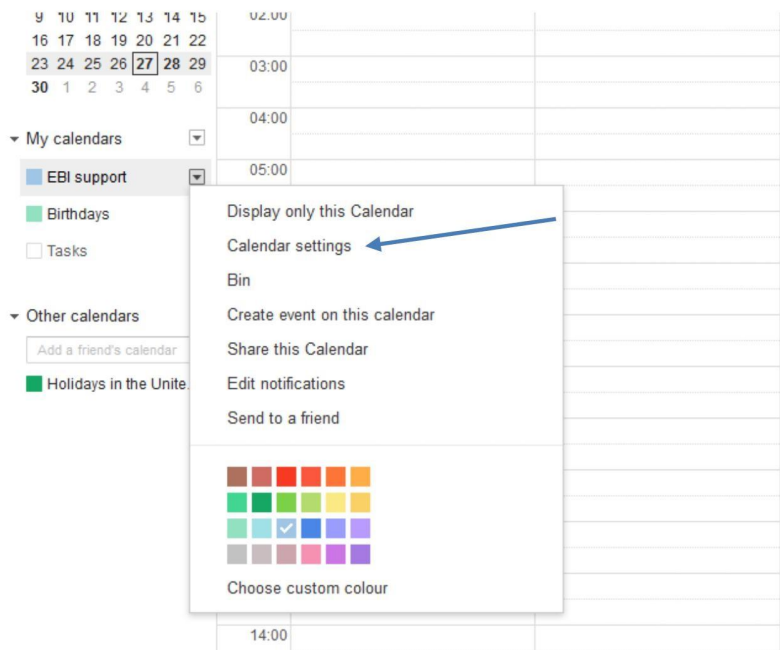 9 10 11 12 13 14 15
16 17 18 19 20 21 22
23 24 25 26 27 28 29
30 1 2 3 4 5 6
My calendars
EBI support
Birthdays
Tasks
Other calendars
Add a friend's calendar
Holidays in the Unite.
02:00
03:00
04:00
05:00
Display only this Calendar
Calendar settings
Bin
Create event on this calendar
Share this Calendar
Edit notifications
Send to a friend
Choose custom colour
14:00